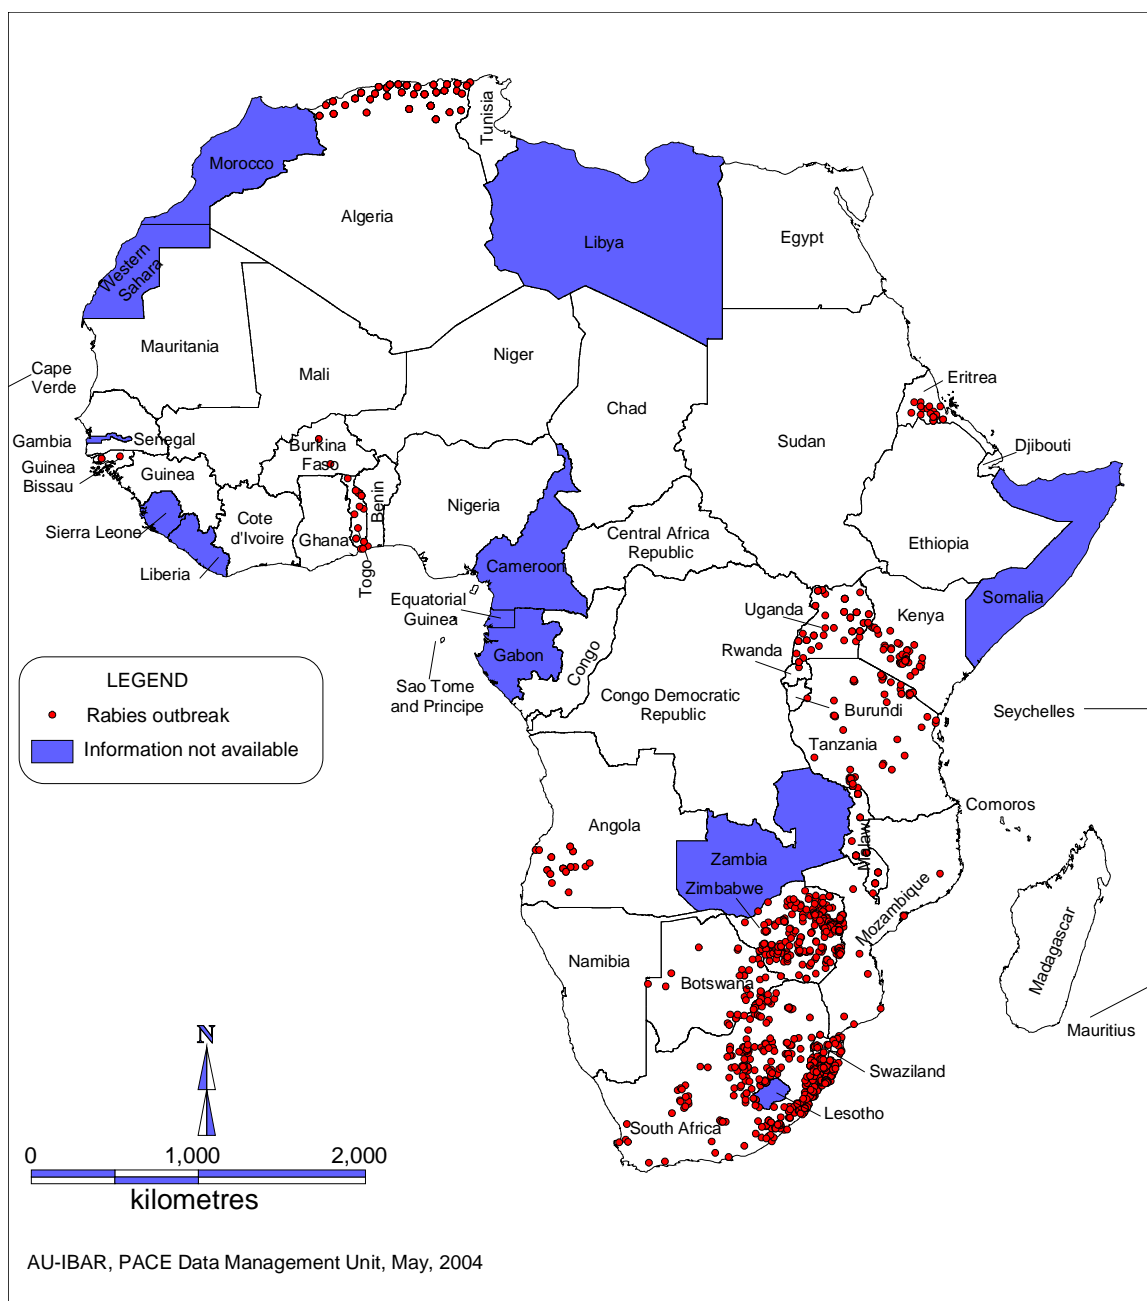 Tunisia
Morocco
Algeria
Libya
Egypt
Western
Sahara
Mauritania
Mali
Niger
Chad
Sudan
Eritrea
Cape
Verde
Gambia
Senegal
Guinea
Bissau
Guinea
Burkina
Faso
Djibouti
Sierra Leone
Cote
d'Ivoire
Ghana
Togo
Benin
Nigeria
Central Africa
Republic
Ethiopia
Liberia
Cameroon
Equatorial
Guinea
Uganda
Kenya
Somalia
Gabon
Congo
Rwanda
Sao Tome
and Principe
Congo Democratic
Republic
Burundi
Seychelles
Tanzania
LEGEND
Rabies outbreak
Information not available
Angola
Comoros
Malawi
Zambia
Zimbabwe
Mozambique
Madagascar
Namibia
Botswana
Mauritius
N
Swaziland
Lesotho
South Africa
0 1,000 2,000
kilometres
AU-IBAR, PACE Data Management Unit, May, 2004